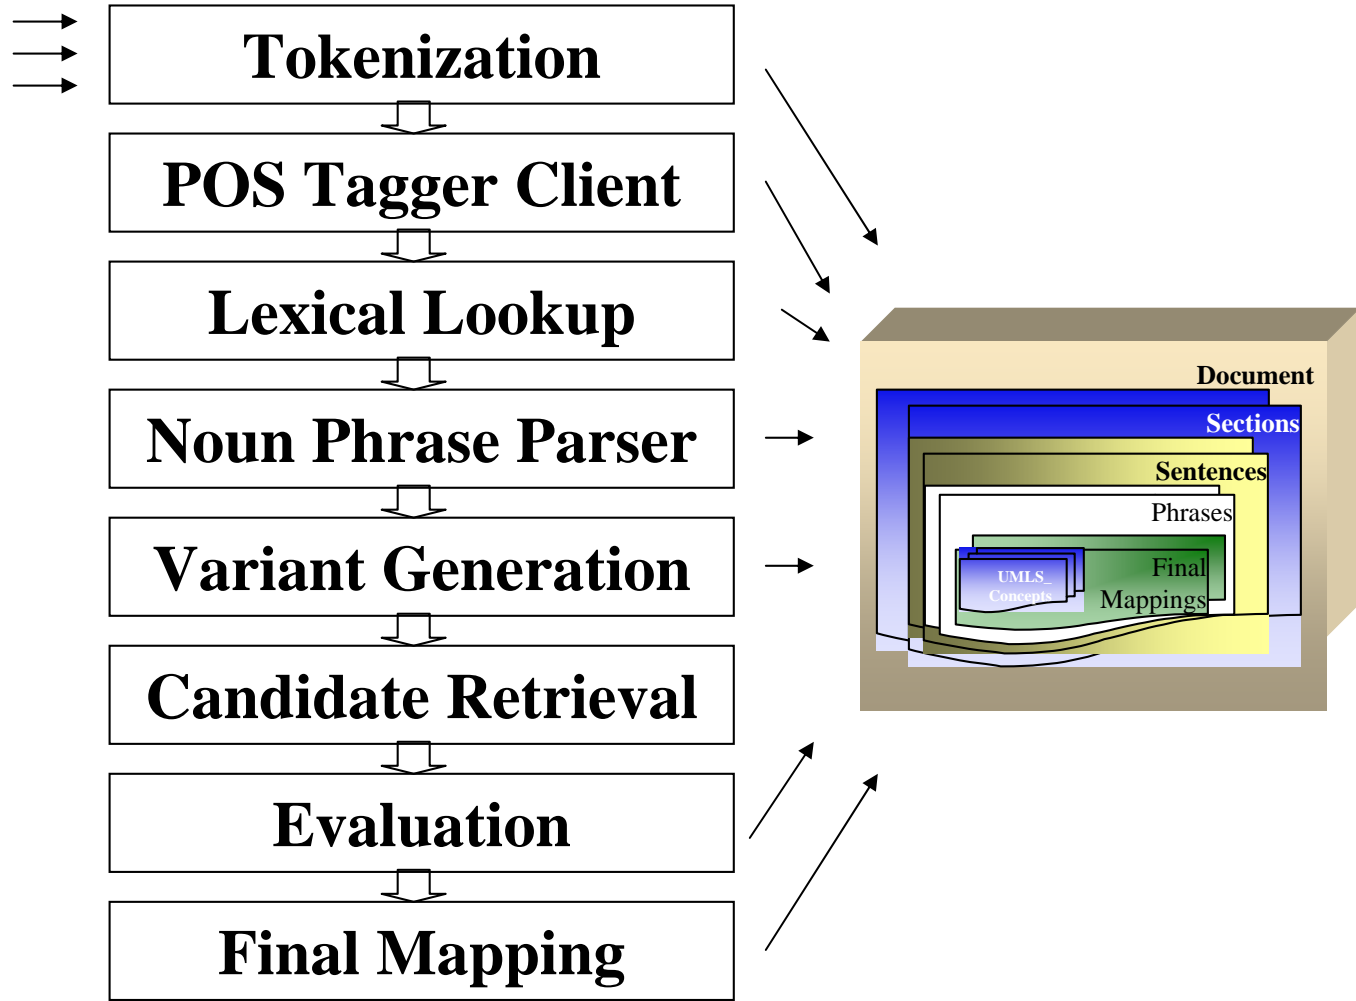 Tokenization
POS Tagger Client
Lexical Lookup
Noun Phrase Parser
Variant Generation
Candidate Retrieval
Evaluation
Final Mapping
Document
Sections
Sentences
Phrases
Final
Mappings
UMLS_
Concepts